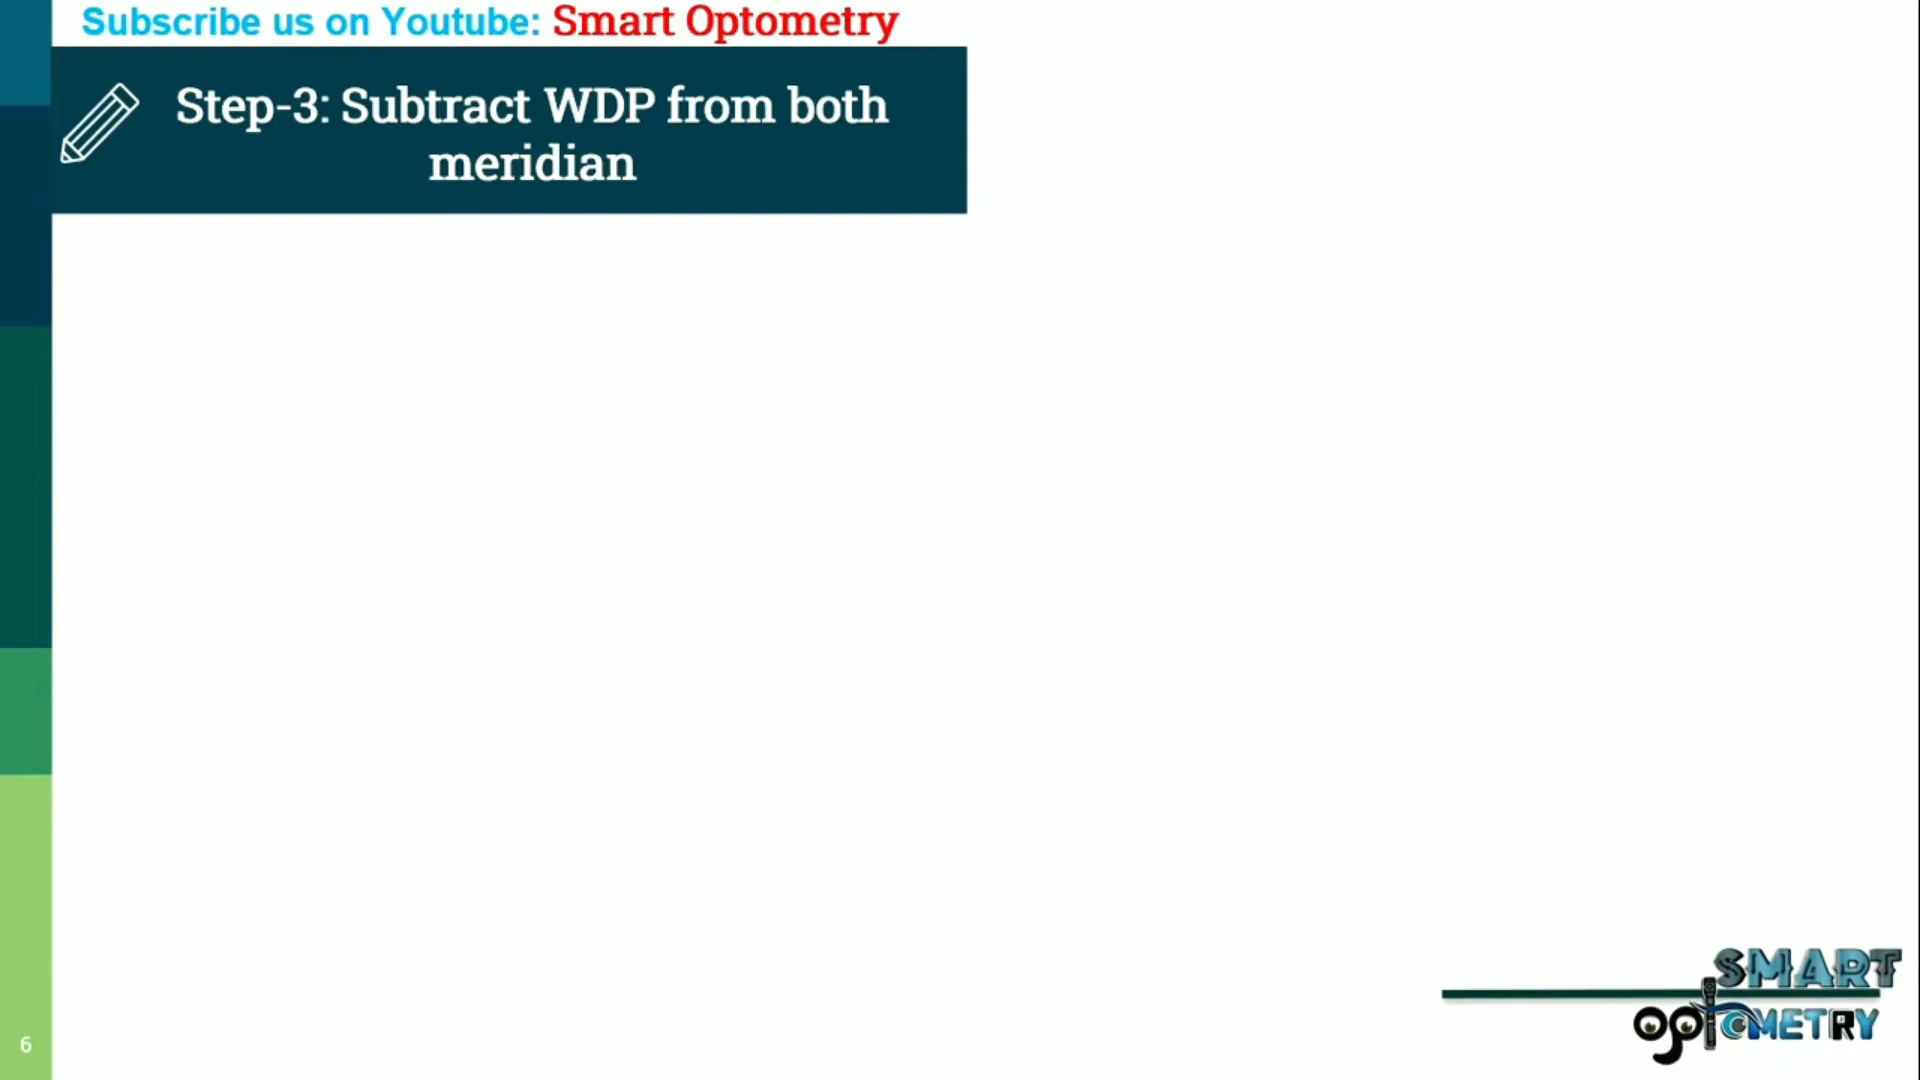 Subscribe us on Youtube: Smart Optometry
Step-3: Subtract WDP from both
meridian
SMART
optOMETRY
6